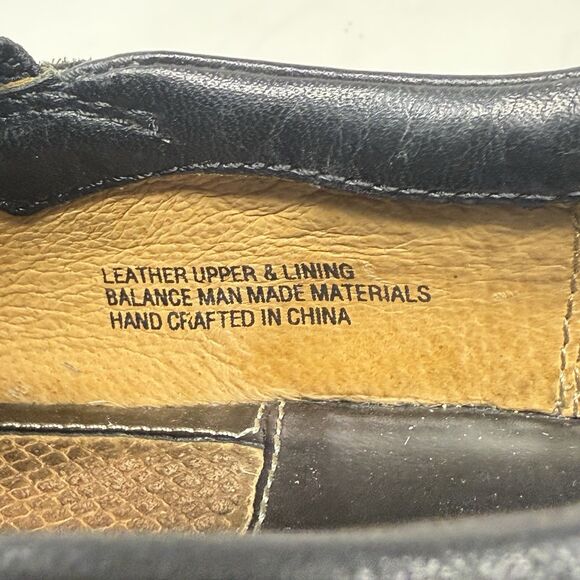 LEATHER UPPER & LINING
BALANCE MAN MADE MATERIALS
HAND CRAFTED IN CHINA